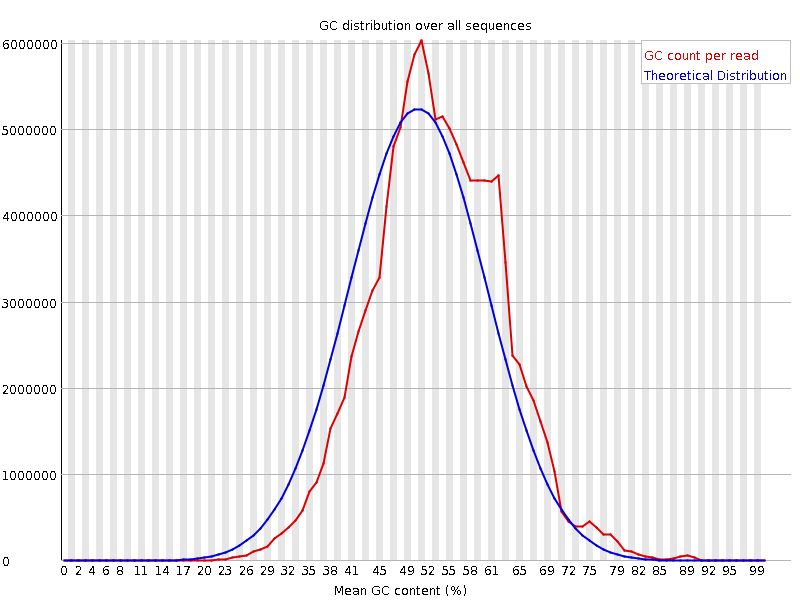 GC distribution over all sequences
GC count per read
Theoretical Distribution
6000000
5000000
4000000
3000000
2000000
1000000
0
0 2 4 6 8 11 14 17 20 23 26 29 32 35 38 41 45 49 52 55 58 61 65 69 72 75 79 82 85 89 92 95 99
Mean GC content (%)